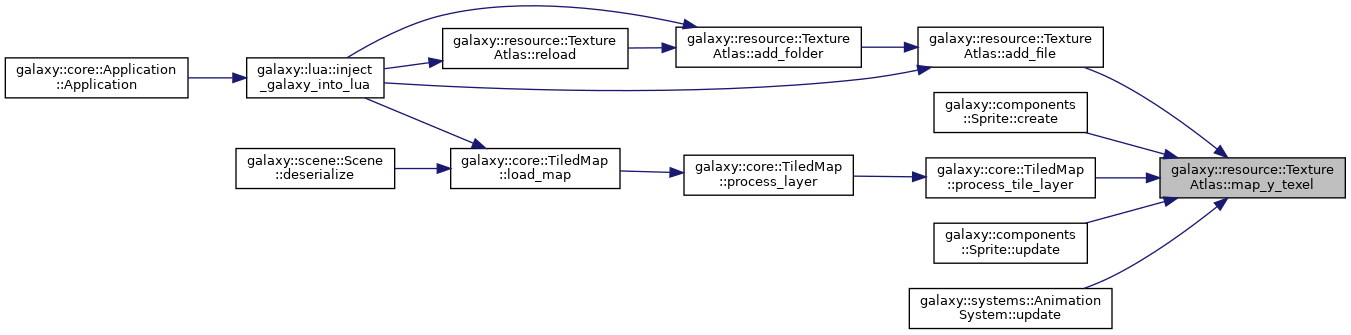 galaxy::core::Application
::Application
galaxy::lua::inject
_galaxy_into_lua
galaxy::resource::Texture
Atlas::reload
galaxy::resource::Texture
Atlas::add_folder
galaxy::resource::Texture
Atlas::add_file
galaxy::components
::Sprite::create
galaxy::scene::Scene
::deserialize
galaxy::core::TiledMap
::load_map
galaxy::core::TiledMap
::process_layer
galaxy::core::TiledMap
::process_tile_layer
galaxy::resource::Texture
Atlas::map_y_texel
galaxy::components
::Sprite::update
galaxy::systems::Animation
System::update